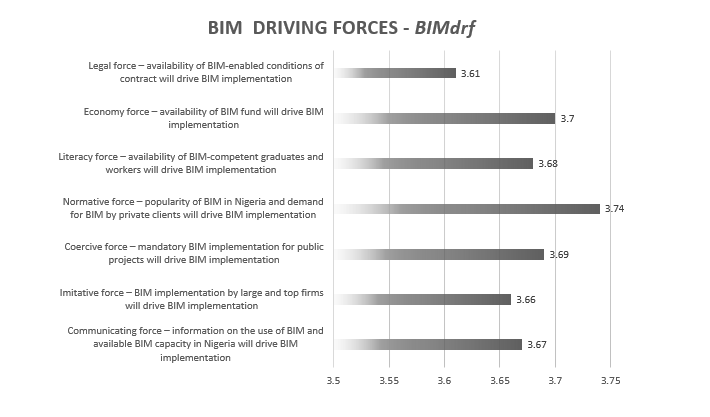 BIM DRIVING FORCES - BIMdrf
Legal force – availability of BIM-enabled conditions of
contract will drive BIM implementation
3.61
Economy force – availability of BIM fund will drive BIM
implementation
3.7
Literacy force – availability of BIM-competent graduates and
workers will drive BIM implementation
3.68
Normative force – popularity of BIM in Nigeria and demand
for BIM by private clients will drive BIM implementation
3.74
Coercive force – mandatory BIM implementation for public
projects will drive BIM implementation
3.69
Imitative force – BIM implementation by large and top firms
will drive BIM implementation
3.66
Communicating force – information on the use of BIM and
available BIM capacity in Nigeria will drive BIM
implementation
3.67
3.5 3.55 3.6 3.65 3.7 3.75